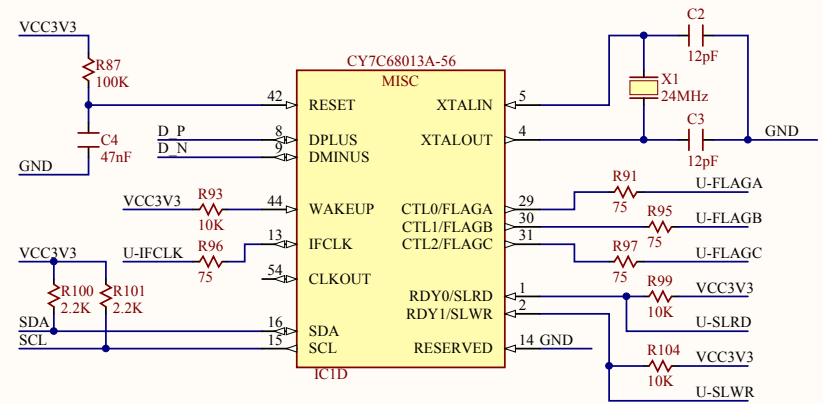 VCC3V3
R87
100K
C4
47nF
GND
CY7C68013A-56
MISC
42 RESET
D_P 8 DPLUS
D_N 9 DMINUS
VCC3V3 R93 10K 44 WAKEUP
U-IFCLK R96 75 13 IFCLK
54 CLKOUT
VCC3V3
R100 2.2K
R101 2.2K
SDA 16 SDA
SCL 15 SCL
IC1D
XTALIN 5
XTALOUT 4
C2
12pF
X1
24MHz
C3
12pF
GND
CTL0/FLAGA 29 R91 75 U-FLAGA
CTL1/FLAGB 30 R95 75 U-FLAGB
CTL2/FLAGC 31 R97 75 U-FLAGC
RDY0/SLRD 1 R99 10K VCC3V3
U-SLRD
RDY1/SLWR 2 R104 10K VCC3V3
U-SLWR
RESERVED 14 GND